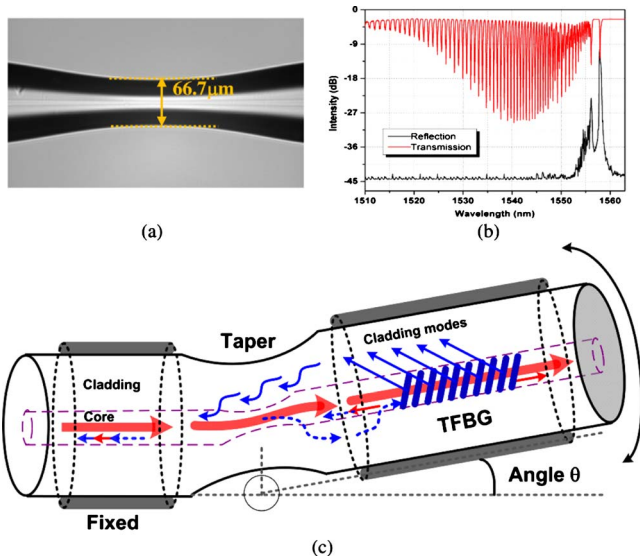 66.7μm
(a)
Intensity (dB)
0
-9
-18
-27
-36
-45
Reflection
Transmission
1510
1520
1530
1540
1550
1560
Wavelength (nm)
(b)
Taper
Cladding modes
Cladding
Core
TFBG
Angle θ
Fixed
(c)